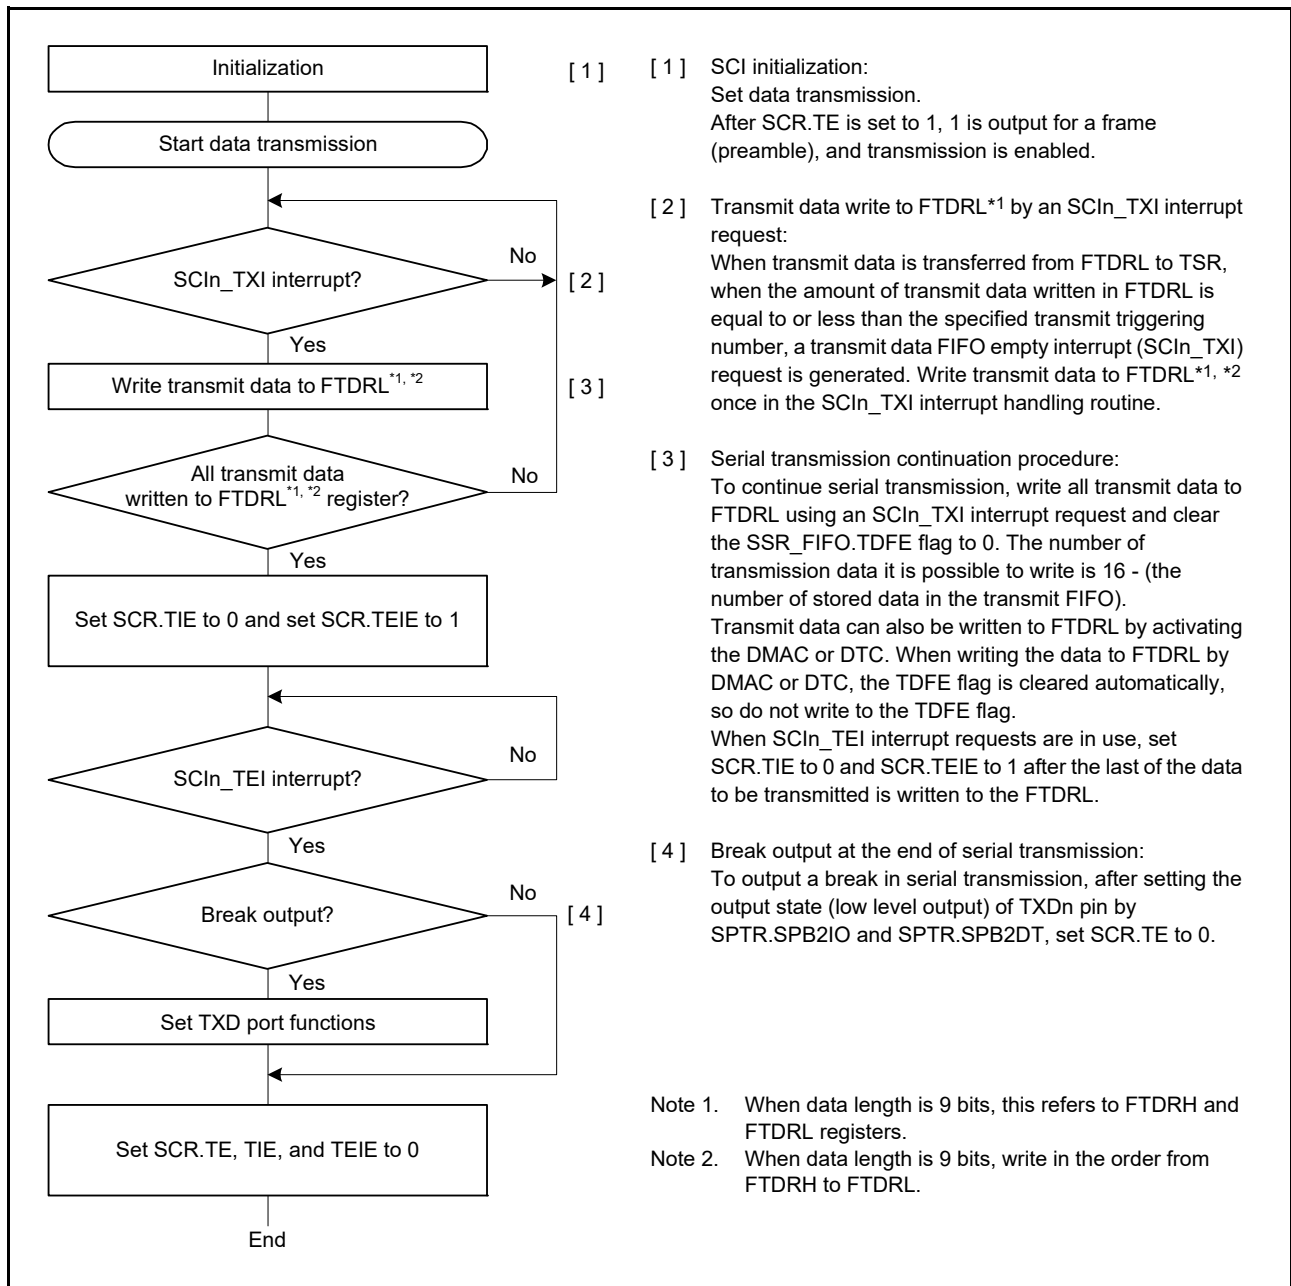 Initialization
[ 1 ]
Start data transmission
No
SCIn_TXI interrupt?
[ 2 ]
Yes
Write transmit data to FTDRL*1, *2
[ 3 ]
All transmit data
written to FTDRL*1, *2 register?
No
Yes
Set SCR.TIE to 0 and set SCR.TEIE to 1
No
SCIn_TEI interrupt?
Yes
No
Break output?
[ 4 ]
Yes
Set TXD port functions
Set SCR.TE, TIE, and TEIE to 0
End
[ 1 ] SCI initialization:
Set data transmission.
After SCR.TE is set to 1, 1 is output for a frame
(preamble), and transmission is enabled.
[ 2 ] Transmit data write to FTDRL*1 by an SCIn_TXI interrupt
request:
When transmit data is transferred from FTDRL to TSR,
when the amount of transmit data written in FTDRL is
equal to or less than the specified transmit triggering
number, a transmit data FIFO empty interrupt (SCIn_TXI)
request is generated. Write transmit data to FTDRL*1, *2
once in the SCIn_TXI interrupt handling routine.
[ 3 ] Serial transmission continuation procedure:
To continue serial transmission, write all transmit data to
FTDRL using an SCIn_TXI interrupt request and clear
the SSR_FIFO.TDFE flag to 0. The number of
transmission data it is possible to write is 16 - (the
number of stored data in the transmit FIFO).
Transmit data can also be written to FTDRL by activating
the DMAC or DTC. When writing the data to FTDRL by
DMAC or DTC, the TDFE flag is cleared automatically,
so do not write to the TDFE flag.
When SCIn_TEI interrupt requests are in use, set
SCR.TIE to 0 and SCR.TEIE to 1 after the last of the data
to be transmitted is written to the FTDRL.
[ 4 ] Break output at the end of serial transmission:
To output a break in serial transmission, after setting the
output state (low level output) of TXDn pin by
SPTR.SPB2IO and SPTR.SPB2DT, set SCR.TE to 0.
Note 1. When data length is 9 bits, this refers to FTDRH and
FTDRL registers.
Note 2. When data length is 9 bits, write in the order from
FTDRH to FTDRL.